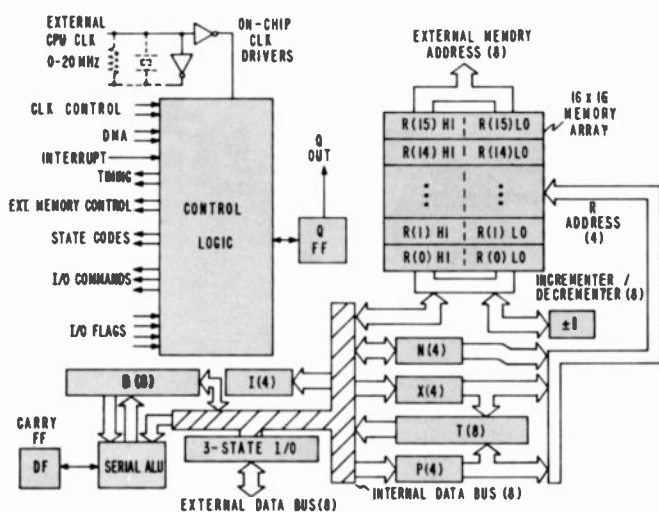 EXTERNAL
CPU CLK
0-20 MHz
ON-CHIP
CLK
DRIVERS
CLK CONTROL
DMA
INTERRUPT
TIMING
EXT. MEMORY CONTROL
STATE CODES
I/O COMMANDS
I/O FLAGS
CONTROL
LOGIC
Q
OUT
Q
FF
EXTERNAL MEMORY
ADDRESS (8)
16 x 16
MEMORY
ARRAY
R(15) HI R(15) LO
R(14) HI R(14) LO
R(1) HI R(1) LO
R(0) HI R(0) LO
R
ADDRESS
(4)
INCREMENTER /
DECREMENTER (8)
±1
N(4)
X(4)
T(8)
P(4)
I(4)
3-STATE I/O
CARRY
FF
DF
SERIAL ALU
EXTERNAL DATA BUS(8)
INTERNAL DATA BUS (8)